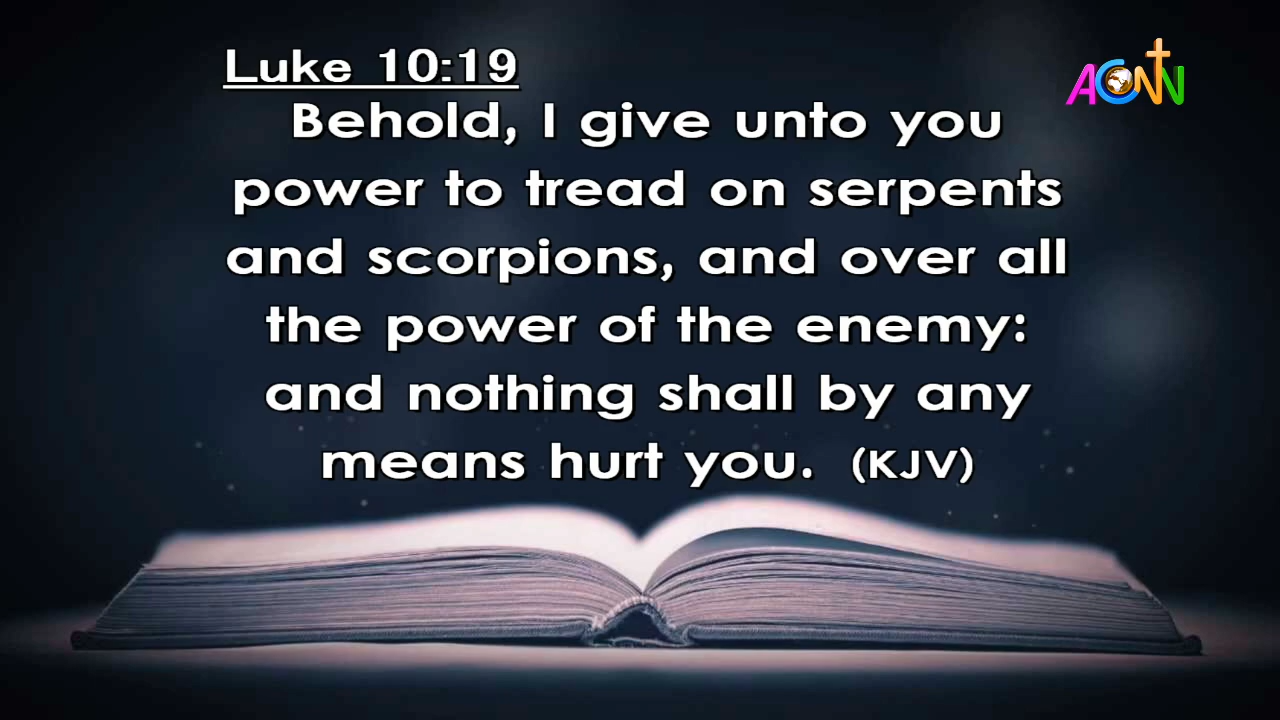 Luke 10:19
ACNN
Behold, I give unto you
power to tread on serpents
and scorpions, and over all
the power of the enemy:
and nothing shall by any
means hurt you. (KJV)